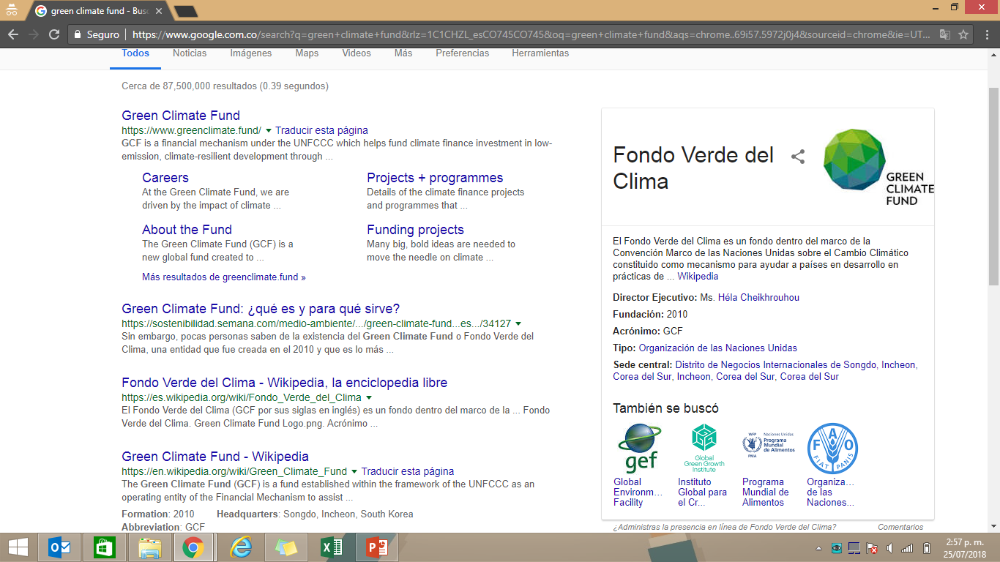 green climate fund - Busc
Seguro
https://www.google.com.co/search?q=green+climate+fund&rlz=1C1CHZL_esCO745CO745&oq=green+climate+fund&aqs=chrome..69i57.5972j0j4&sourceid=chrome&ie=UT...
Todos Noticias Imágenes Maps Videos Más Preferencias Herramientas
Cerca de 87,500,000 resultados (0.39 segundos)
Green Climate Fund
https://www.greenclimate.fund/ Traducir esta página
GCF is a financial mechanism under the UNFCCC which helps fund climate finance investment in low-
emission, climate-resilient development through ...
Careers
At the Green Climate Fund, we are
driven by the impact of climate ...
Projects + programmes
Details of the climate finance projects
and programmes that ...
About the Fund
The Green Climate Fund (GCF) is a
new global fund created to ...
Funding projects
Many big, bold ideas are needed to
move the needle on climate ...
Más resultados de greenclimate.fund »
Green Climate Fund: ¿qué es y para qué sirve?
https://sostenibilidad.semana.com/medio-ambiente/.../green-climate-fund...es.../34127
Sin embargo, pocas personas saben de la existencia del Green Climate Fund o Fondo Verde del
Clima, una entidad que fue creada en el 2010 y que es lo más ...
Fondo Verde del Clima - Wikipedia, la enciclopedia libre
https://es.wikipedia.org/wiki/Fondo_Verde_del_Clima
El Fondo Verde del Clima (GCF por sus siglas en inglés) es un fondo dentro del marco de la ... Fondo
Verde del Clima. Green Climate Fund Logo.png. Acrónimo ...
Green Climate Fund - Wikipedia
https://en.wikipedia.org/wiki/Green_Climate_Fund Traducir esta página
The Green Climate Fund (GCF) is a fund established within the framework of the UNFCCC as an
operating entity of the Financial Mechanism to assist ...
Formation: 2010 Headquarters: Songdo, Incheon, South Korea
Abbreviation: GCF
Fondo Verde del
Clima
GREEN
CLIMATE
FUND
El Fondo Verde del Clima es un fondo dentro del marco de la
Convención Marco de las Naciones Unidas sobre el Cambio Climático
constituido como mecanismo para ayudar a países en desarrollo en
prácticas de ... Wikipedia
Director Ejecutivo: Ms. Héla Cheikhrouhou
Fundación: 2010
Acrónimo: GCF
Tipo: Organización de las Naciones Unidas
Sede central: Distrito de Negocios Internacionales de Songdo, Incheon,
Corea del Sur, Incheon, Corea del Sur, Corea del Sur
También se buscó
gef
Global
Green Growth
Institute
WFP
PMA
Naciones Unidas
Programa
Mundial
de Alimentos
FAO
FIAT PANIS
Global
Environm...
Facility
Instituto
Global para
el Cr...
Programa
Mundial de
Alimentos
Organiza...
de las
Naciones...
¿Administras la presencia en línea de Fondo Verde del Clima? Comentarios
2:57 p. m.
25/07/2018